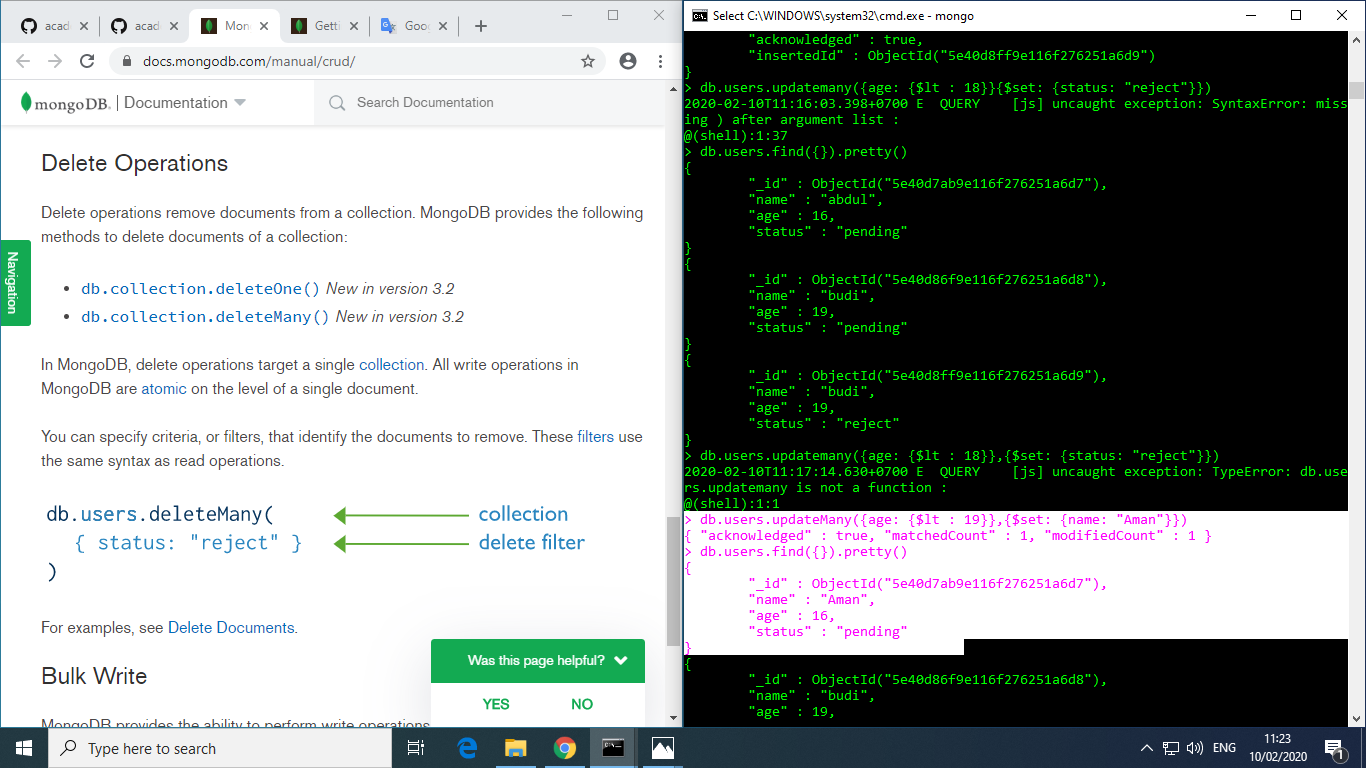 acad
acad
Mon
Getti
Goog
docs.mongodb.com/manual/crud/
mongoDB. | Documentation
Search Documentation
Navigation
Delete Operations
Delete operations remove documents from a collection. MongoDB provides the following
methods to delete documents of a collection:
• db.collection.deleteOne() New in version 3.2
• db.collection.deleteMany() New in version 3.2
In MongoDB, delete operations target a single collection. All write operations in
MongoDB are atomic on the level of a single document.
You can specify criteria, or filters, that identify the documents to remove. These filters use
the same syntax as read operations.
db.users.deleteMany( collection
{ status: "reject" } delete filter
)
For examples, see Delete Documents.
Bulk Write
MongoDB provides the ability to perform write operations
Was this page helpful?
YES NO
Select C:\WINDOWS\system32\cmd.exe - mongo
"acknowledged" : true,
"insertedId" : ObjectId("5e40d8ff9e116f276251a6d9")
}
> db.users.updatemany({age: {$lt : 18}}{$set: {status: "reject"}})
2020-02-10T11:16:03.398+0700 E  QUERY    [js] uncaught exception: SyntaxError: miss
ing ) after argument list :
@(shell):1:37
> db.users.find({}).pretty()
{
"_id" : ObjectId("5e40d7ab9e116f276251a6d7"),
"name" : "abdul",
"age" : 16,
"status" : "pending"
}
{
"_id" : ObjectId("5e40d86f9e116f276251a6d8"),
"name" : "budi",
"age" : 19,
"status" : "pending"
}
{
"_id" : ObjectId("5e40d8ff9e116f276251a6d9"),
"name" : "budi",
"age" : 19,
"status" : "reject"
}
> db.users.updatemany({age: {$lt : 18}},{$set: {status: "reject"}})
2020-02-10T11:17:14.630+0700 E  QUERY    [js] uncaught exception: TypeError: db.use
rs.updatemany is not a function :
@(shell):1:1
> db.users.updateMany({age: {$lt : 19}},{$set: {name: "Aman"}})
{ "acknowledged" : true, "matchedCount" : 1, "modifiedCount" : 1 }
> db.users.find({}).pretty()
{
"_id" : ObjectId("5e40d7ab9e116f276251a6d7"),
"name" : "Aman",
"age" : 16,
"status" : "pending"
}
{
"_id" : ObjectId("5e40d86f9e116f276251a6d8"),
"name" : "budi",
"age" : 19,
Type here to search
ENG
11:23
10/02/2020
1